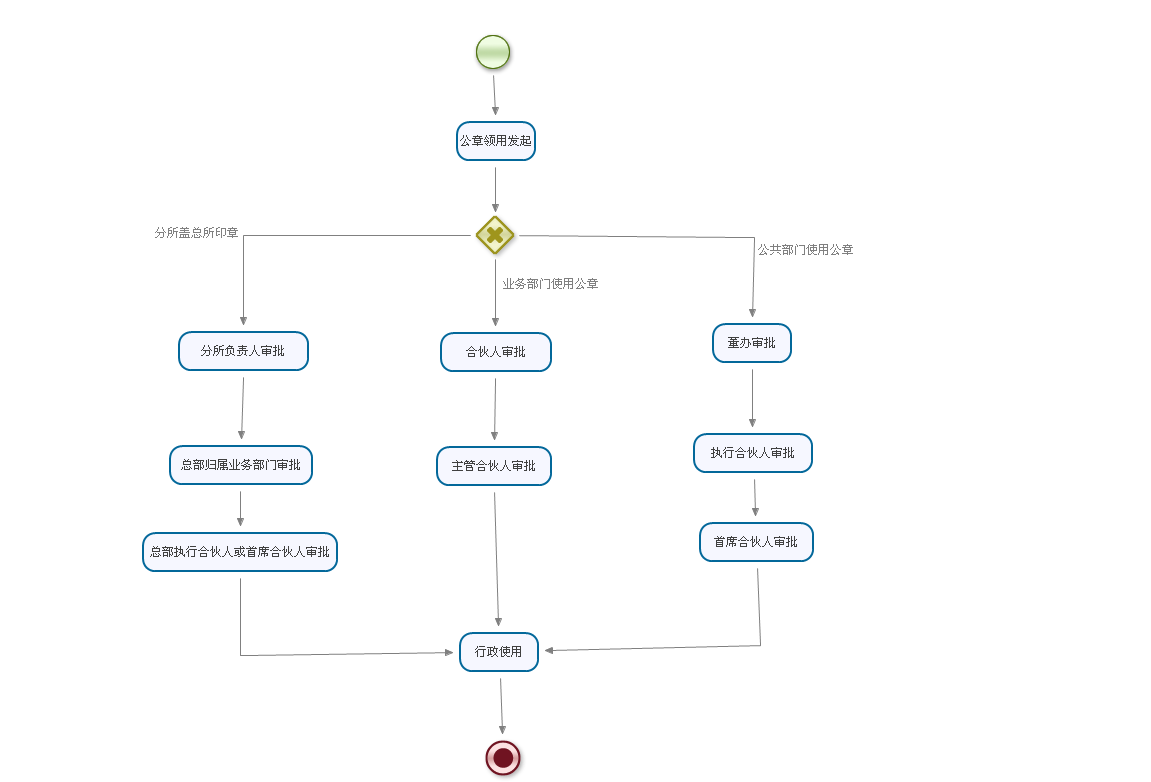 公章领用发起
分所盖总所印章
公共部门使用公章
业务部门使用公章
分所负责人审批
合伙人审批
董办审批
总部归属业务部门审批
主管合伙人审批
执行合伙人审批
总部执行合伙人或首席合伙人审批
首席合伙人审批
行政使用